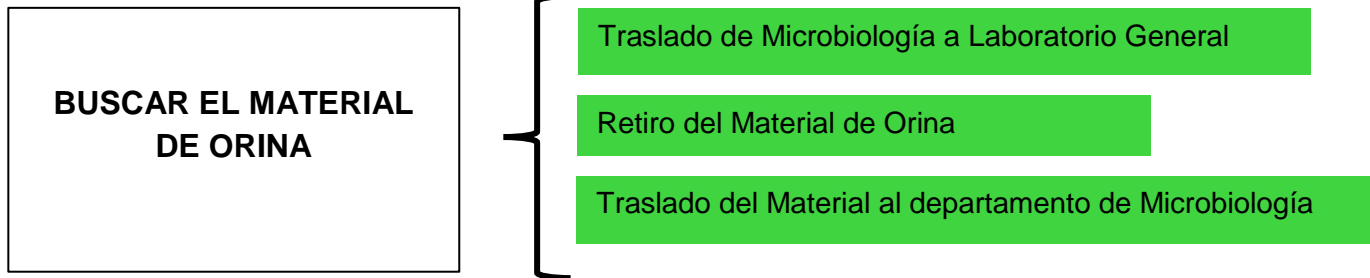 BUSCAR EL MATERIAL
DE ORINA
Traslado de Microbiología a Laboratorio General
Retiro del Material de Orina
Traslado del Material al departamento de Microbiología